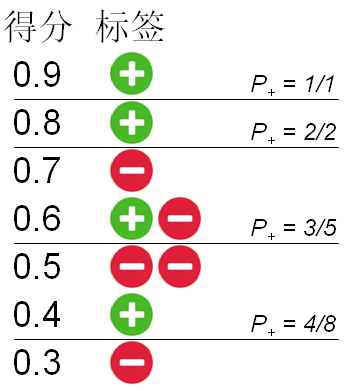 得分 标签
0.9 P+ = 1/1
0.8 P+ = 2/2
0.7
0.6 P+ = 3/5
0.5
0.4 P+ = 4/8
0.3